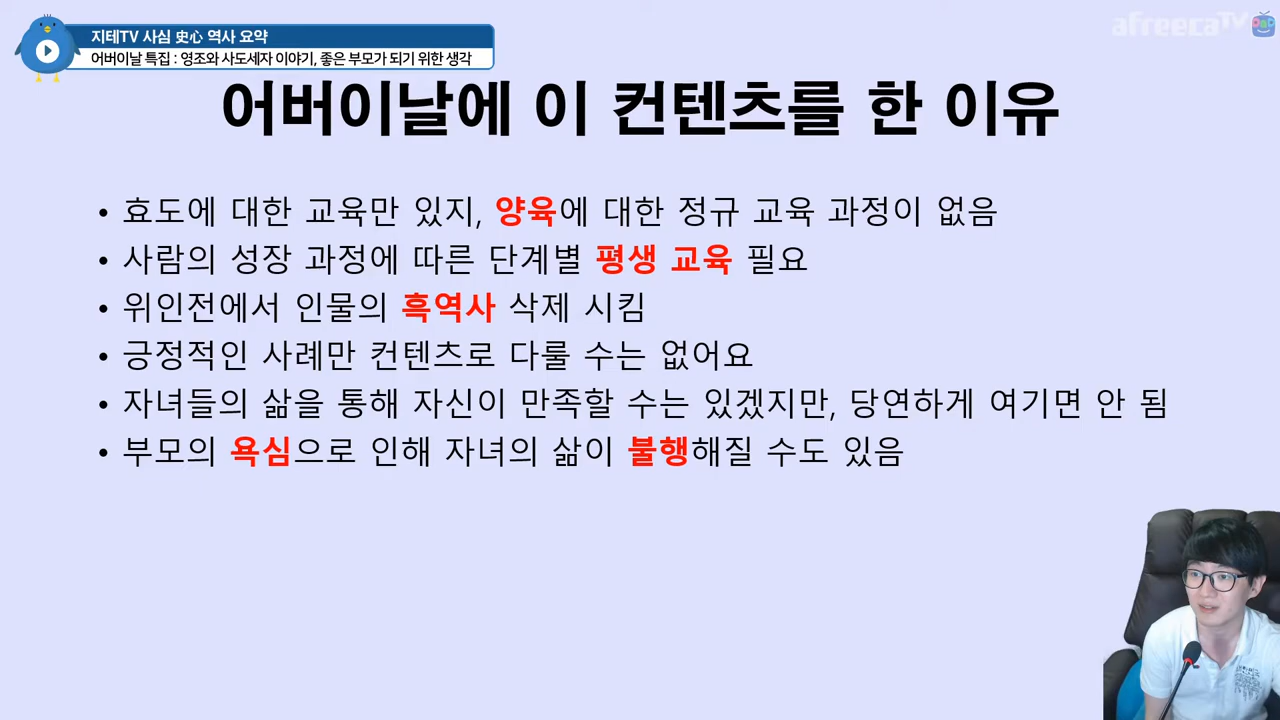 지테TV 사심 史心 역사 요약
어버이날 특집 : 영조와 사도세자 이야기, 좋은 부모가 되기 위한 생각
afreecaTV
어버이날에 이 컨텐츠를 한 이유
• 효도에 대한 교육만 있지, 양육에 대한 정규 교육 과정이 없음
• 사람의 성장 과정에 따른 단계별 평생 교육 필요
• 위인전에서 인물의 흑역사 삭제 시킴
• 긍정적인 사례만 컨텐츠로 다룰 수는 없어요
• 자녀들의 삶을 통해 자신이 만족할 수는 있겠지만, 당연하게 여기면 안 됨
• 부모의 욕심으로 인해 자녀의 삶이 불행해질 수도 있음